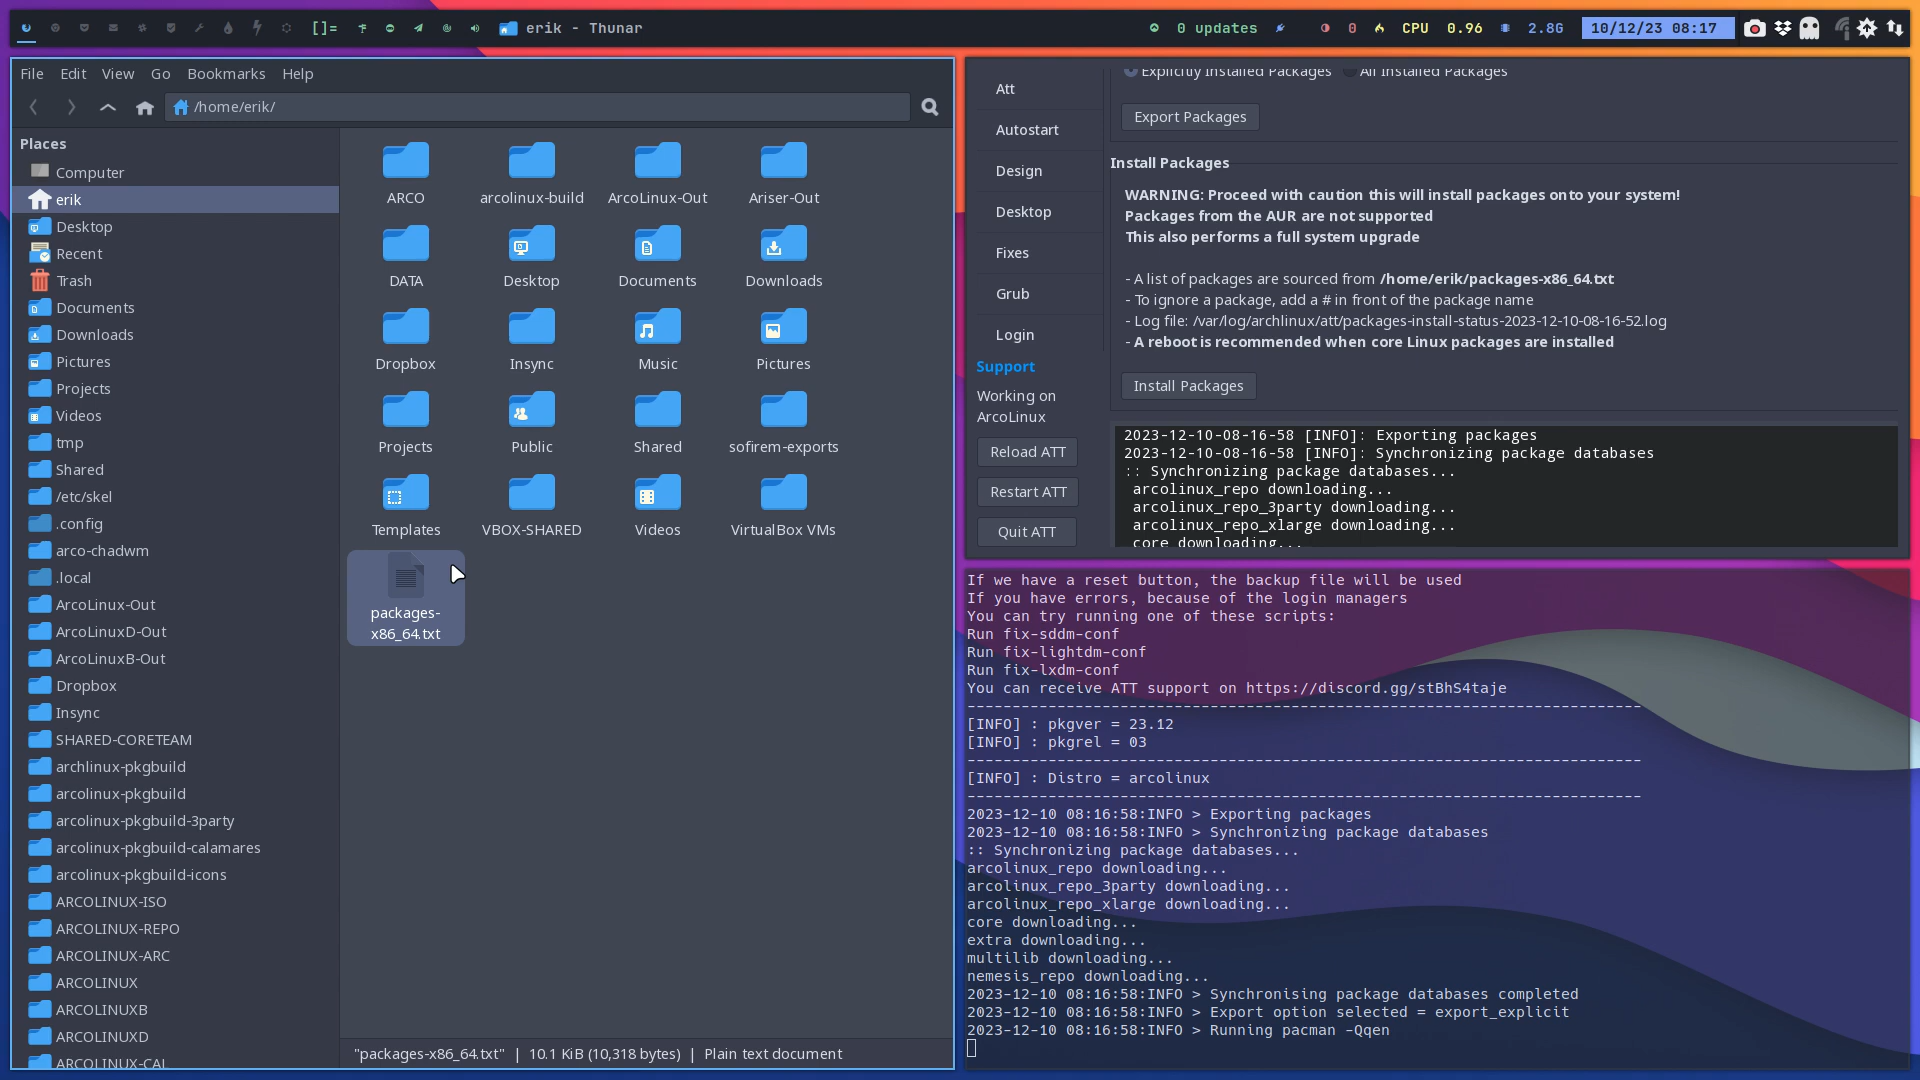 []=
erik - Thunar
0 updates
0
CPU 0.96
2.8G
10/12/23 08:17
File Edit View Go Bookmarks Help
/home/erik/
Places
Computer
erik
Desktop
Recent
Trash
Documents
Downloads
Pictures
Projects
Videos
tmp
Shared
/etc/skel
.config
arco-chadwm
.local
ArcoLinux-Out
ArcoLinuxD-Out
ArcoLinuxB-Out
Dropbox
Insync
SHARED-CORETEAM
archlinux-pkgbuild
arcolinux-pkgbuild
arcolinux-pkgbuild-3party
arcolinux-pkgbuild-calamares
arcolinux-pkgbuild-icons
ARCOLINUX-ISO
ARCOLINUX-REPO
ARCOLINUX-ARC
ARCOLINUX
ARCOLINUXB
ARCOLINUXD
ARCOLINUX-CAL
ARCO
arcolinux-build
ArcoLinux-Out
Ariser-Out
DATA
Desktop
Documents
Downloads
Dropbox
Insync
Music
Pictures
Projects
Public
Shared
sofirem-exports
Templates
VBOX-SHARED
Videos
VirtualBox VMs
packages-
x86_64.txt
"packages-x86_64.txt" | 10.1 KiB (10,318 bytes) | Plain text document
Att
Autostart
Design
Desktop
Fixes
Grub
Login
Support
Working on
ArcoLinux
Reload ATT
Restart ATT
Quit ATT
Explicitly Installed Packages All Installed Packages
Export Packages
Install Packages
WARNING: Proceed with caution this will install packages onto your system!
Packages from the AUR are not supported
This also performs a full system upgrade
- A list of packages are sourced from /home/erik/packages-x86_64.txt
- To ignore a package, add a # in front of the package name
- Log file: /var/log/archlinux/att/packages-install-status-2023-12-10-08-16-52.log
- A reboot is recommended when core Linux packages are installed
Install Packages
2023-12-10-08-16-58 [INFO]: Exporting packages
2023-12-10-08-16-58 [INFO]: Synchronizing package databases
:: Synchronizing package databases...
arcolinux_repo downloading...
arcolinux_repo_3party downloading...
arcolinux_repo_xlarge downloading...
core downloading...
If we have a reset button, the backup file will be used
If you have errors, because of the login managers
You can try running one of these scripts:
Run fix-sddm-conf
Run fix-lightdm-conf
Run fix-lxdm-conf
You can receive ATT support on https://discord.gg/stBhS4taje
---------------------------------------------------------------------------
[INFO] : pkgver = 23.12
[INFO] : pkgrel = 03
---------------------------------------------------------------------------
[INFO] : Distro = arcolinux
---------------------------------------------------------------------------
2023-12-10 08:16:58:INFO > Exporting packages
2023-12-10 08:16:58:INFO > Synchronizing package databases
:: Synchronizing package databases...
arcolinux_repo downloading...
arcolinux_repo_3party downloading...
arcolinux_repo_xlarge downloading...
core downloading...
extra downloading...
multilib downloading...
nemesis_repo downloading...
2023-12-10 08:16:58:INFO > Synchronising package databases completed
2023-12-10 08:16:58:INFO > Export option selected = export_explicit
2023-12-10 08:16:58:INFO > Running pacman -Qqen